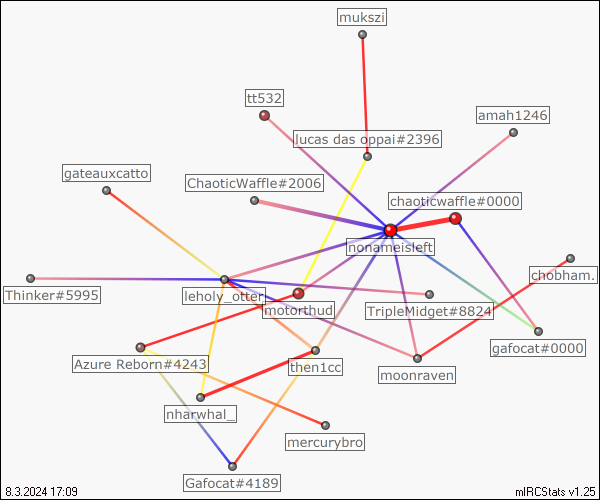 mukszi
tt532
amah1246
lucas das oppai#2396
gateauxcatto
ChaoticWaffle#2006
chaoticwaffle#0000
nonameisleft
chobham.
Thinker#5995
leholy_otter
motorthud
TripleMidget#8824
gafocat#0000
Azure Reborn#4243
then1cc
moonraven
nharwhal_
mercurybro
Gafocat#4189
8.3.2024 17:09
mIRCStats v1.25